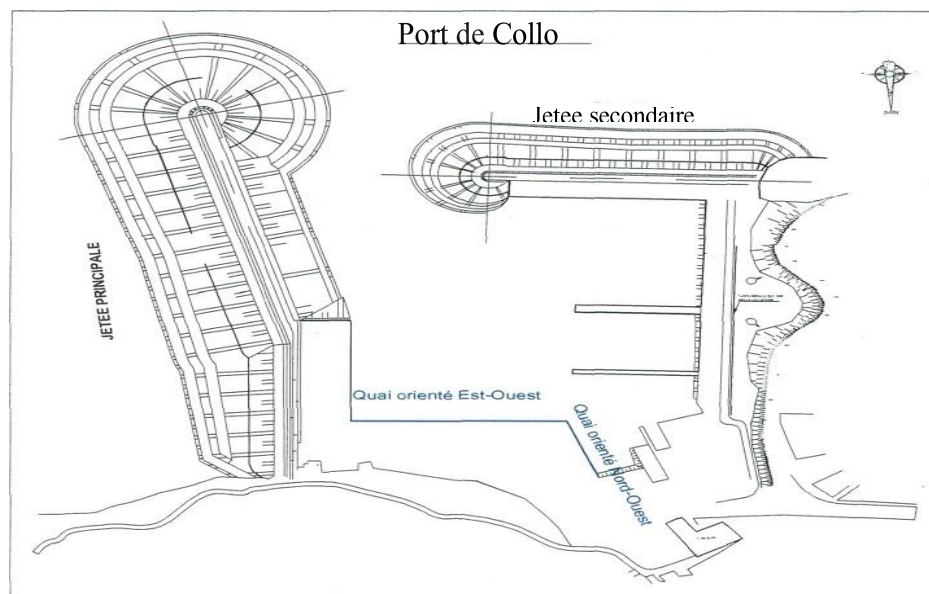 Port de Collo
Jetee secondaire
JETEE PRINCIPALE
Quai orienté Est-Ouest
Quai orienté Nord-Ouest